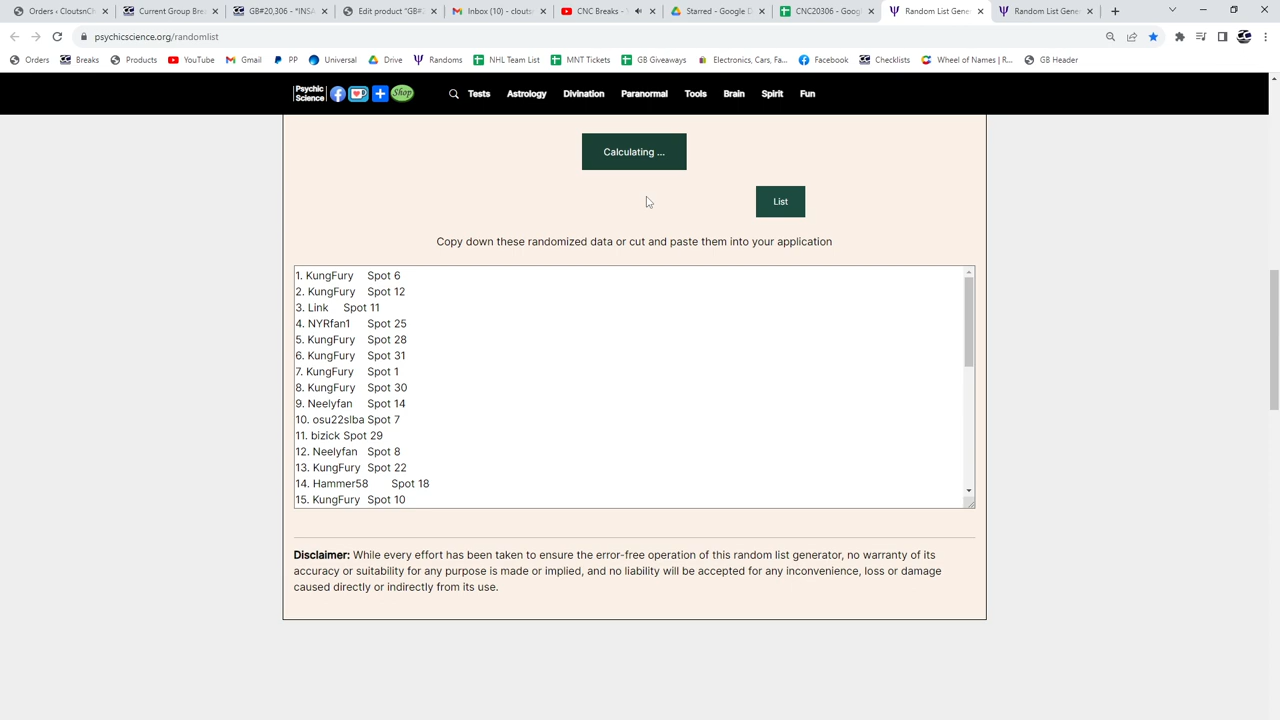 Orders ‹ CloutsnCH
Current Group Brea
GB#20,306 - "INSA
Edit product "GB#
Inbox (10) - clouts
CNC Breaks -
Starred - Google D
CNC20306 - Goog
Random List Gene
Random List Gene
psychicscience.org/randomlist
Orders
Breaks
Products
YouTube
Gmail
PP
Universal
Drive
Randoms
NHL Team List
MNT Tickets
GB Giveaways
Electronics, Cars, Fa...
Facebook
Checklists
Wheel of Names | R...
GB Header
Psychic Science
Shop
Tests
Astrology
Divination
Paranormal
Tools
Brain
Spirit
Fun
Calculating ...
List
Copy down these randomized data or cut and paste them into your application
1. KungFury Spot 6
2. KungFury Spot 12
3. Link Spot 11
4. NYRfan1 Spot 25
5. KungFury Spot 28
6. KungFury Spot 31
7. KungFury Spot 1
8. KungFury Spot 30
9. Neelyfan Spot 14
10. osu22slba Spot 7
11. bizick Spot 29
12. Neelyfan Spot 8
13. KungFury Spot 22
14. Hammer58 Spot 18
15. KungFury Spot 10
Disclaimer: While every effort has been taken to ensure the error-free operation of this random list generator, no warranty of its
accuracy or suitability for any purpose is made or implied, and no liability will be accepted for any inconvenience, loss or damage
caused directly or indirectly from its use.